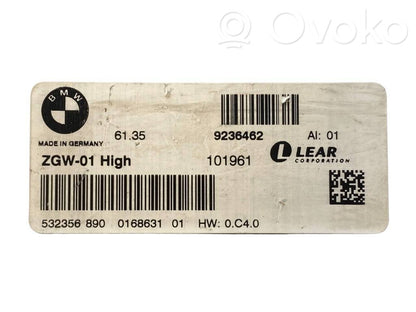 Ovoko
BMW
61.35 9236462 AI: 01
MADE IN GERMANY
ZGW-01 High 101961 LEAR
CORPORATION
532356 890 0168631 01 HW: 0.C4.0